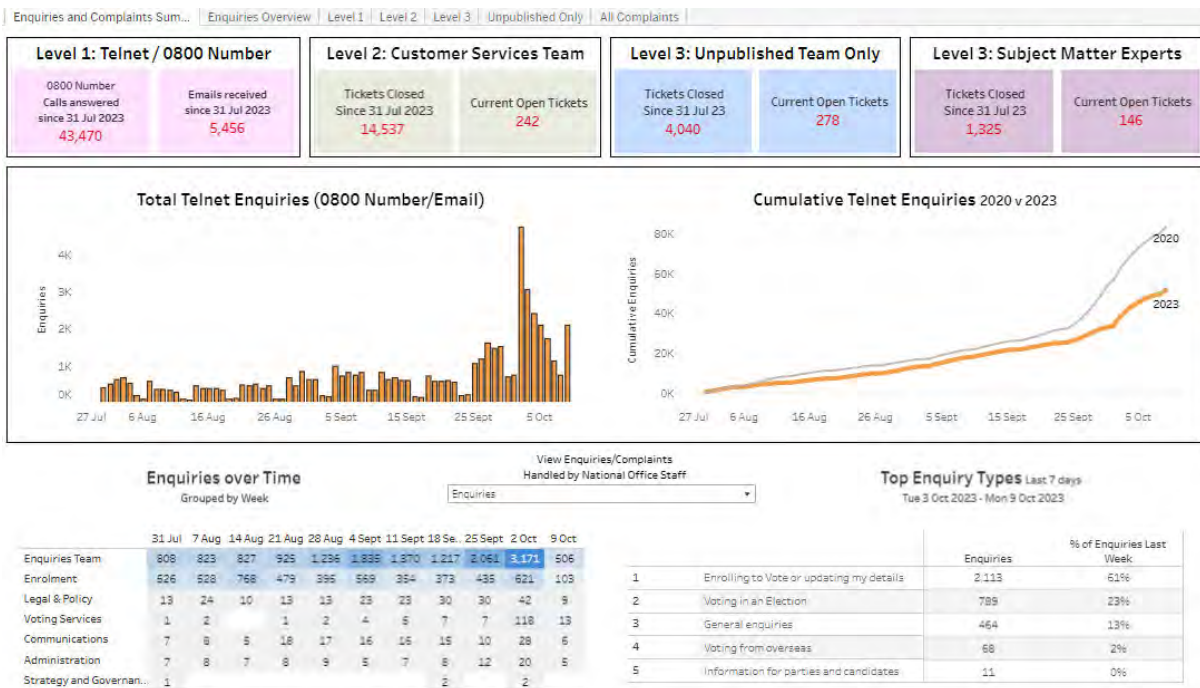 Enquiries and Complaints Sum... Enquiries Overview Level 1 Level 2 Level 3 Unpublished Only All Complaints
Level 1: Telnet / 0800 Number
0800 Number
Calls answered
since 31 Jul 2023
43,470
Emails received
since 31 Jul 2023
5,456
Level 2: Customer Services Team
Tickets Closed
Since 31 Jul 2023
14,537
Current Open Tickets
242
Level 3: Unpublished Team Only
Tickets Closed
Since 31 Jul 23
4,040
Current Open Tickets
278
Level 3: Subject Matter Experts
Tickets Closed
Since 31 Jul 23
1,325
Current Open Tickets
146
Total Telnet Enquiries (0800 Number/Email)
Enquiries
4K
3K
2K
1K
0K
27 Jul 6 Aug 16 Aug 26 Aug 5 Sept 15 Sept 25 Sept 5 Oct
Cumulative Telnet Enquiries 2020 v 2023
Cumulative Enquiries
80K
60K
40K
20K
0K
2020
2023
27 Jul 6 Aug 16 Aug 26 Aug 5 Sept 15 Sept 25 Sept 5 Oct
Enquiries over Time
Grouped by Week
View Enquiries/Complaints
Handled by National Office Staff
Enquiries
Top Enquiry Types Last 7 days
Tue 3 Oct 2023 - Mon 9 Oct 2023
31 Jul 7 Aug 14 Aug 21 Aug 28 Aug 4 Sept 11 Sept 18 Se.. 25 Sept 2 Oct 9 Oct
Enquiries Team 808 823 827 925 1,236 1,835 1,370 1,217 2,061 3,171 506
Enrolment 626 528 768 479 395 569 354 373 435 621 103
Legal & Policy 13 24 10 13 13 23 23 30 30 42 9
Voting Services 1 2 1 2 4 6 7 7 118 13
Communications 7 8 5 18 17 16 16 15 10 28 6
Administration 7 8 7 8 9 5 7 8 12 20 5
Strategy and Governan... 1 2 2
Enquiries
% of Enquiries Last
Week
1 Enrolling to Vote or updating my details 2,113 61%
2 Voting in an Election 789 23%
3 General enquiries 464 13%
4 Voting from overseas 68 2%
5 Information for parties and candidates 11 0%